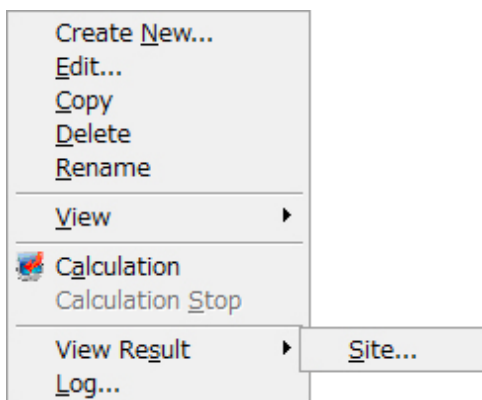 Create New...
Edit...
Copy
Delete
Rename
View
Calculation
Calculation Stop
View Result
Site...
Log...